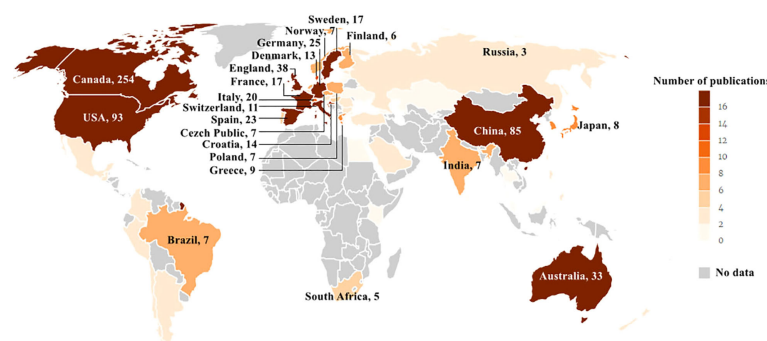 Sweden, 17
Norway, 7
Finland, 6
Germany, 25
Denmark, 13
Russia, 3
England, 38
Canada, 254
France, 17
Italy, 20
Switzerland, 11
USA, 93
Spain, 23
Cezch Public, 7
Croatia, 14
Poland, 7
Greece, 9
China, 85
Japan, 8
India, 7
Brazil, 7
South Africa, 5
Australia, 33
Number of publications
16
14
12
10
8
6
4
2
0
No data